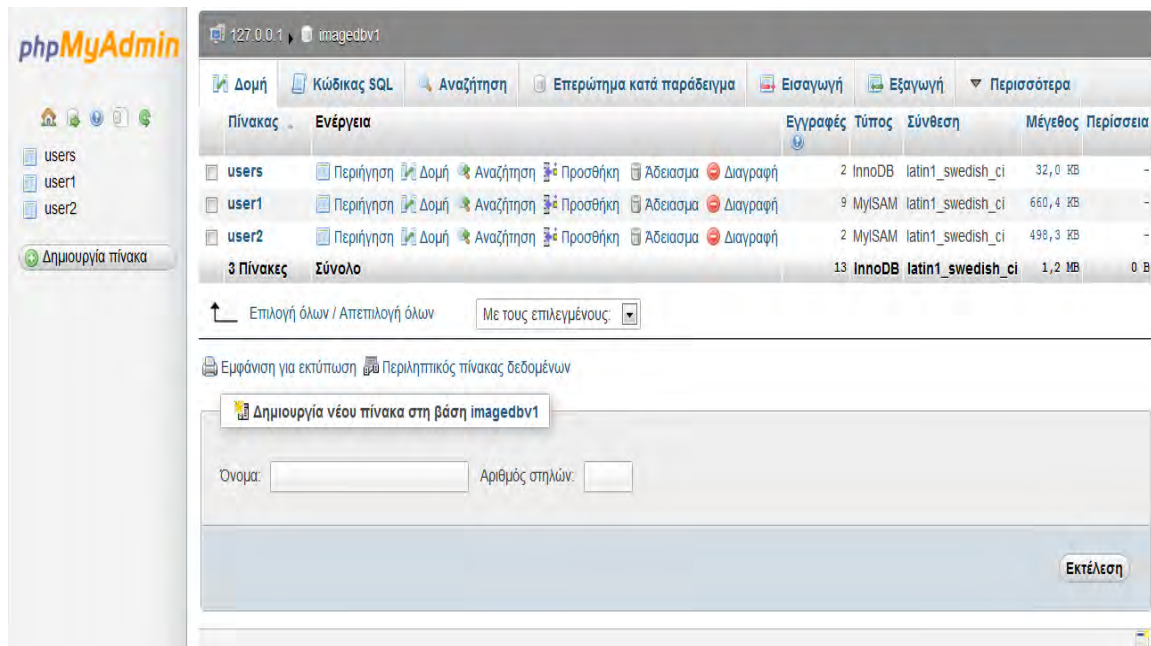 phpMyAdmin
users
user1
user2
Δημιουργία πίνακα
127.0.0.1 imagedbv1
Δομή Κώδικας SQL Αναζήτηση Επερώτημα κατά παράδειγμα Εισαγωγή Εξαγωγή Περισσότερα
Πίνακας Ενέργεια Εγγραφές Τύπος Σύνθεση Μέγεθος Περίσσεια
users Περιήγηση Δομή Αναζήτηση Προσθήκη Άδειασμα Διαγραφή 2 InnoDB latin1_swedish_ci 32,0 KB -
user1 Περιήγηση Δομή Αναζήτηση Προσθήκη Άδειασμα Διαγραφή 9 MyISAM latin1_swedish_ci 660,4 KB -
user2 Περιήγηση Δομή Αναζήτηση Προσθήκη Άδειασμα Διαγραφή 2 MyISAM latin1_swedish_ci 498,3 KB -
3 Πίνακες Σύνολο 13 InnoDB latin1_swedish_ci 1,2 MB 0 B
Επιλογή όλων / Απεπιλογή όλων Με τους επιλεγμένους:
Εμφάνιση για εκτύπωση Περιληπτικός πίνακας δεδομένων
Δημιουργία νέου πίνακα στη βάση imagedbv1
Όνομα: Αριθμός στηλών:
Εκτέλεση